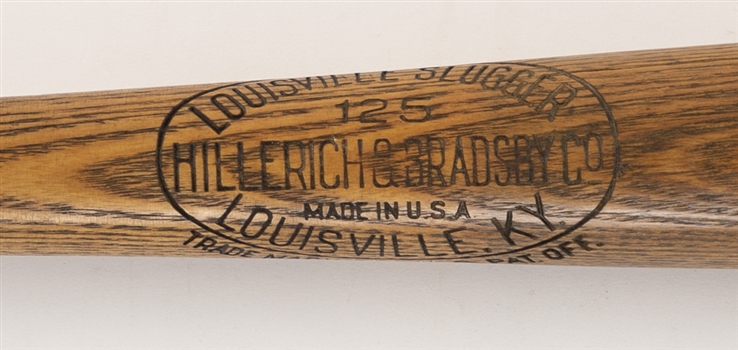 LOUISVILLE SLUGGER
125
HILLERICH & BRADSBY CO
MADE IN U.S.A
LOUISVILLE. KY.
TRADE PAT OFF.